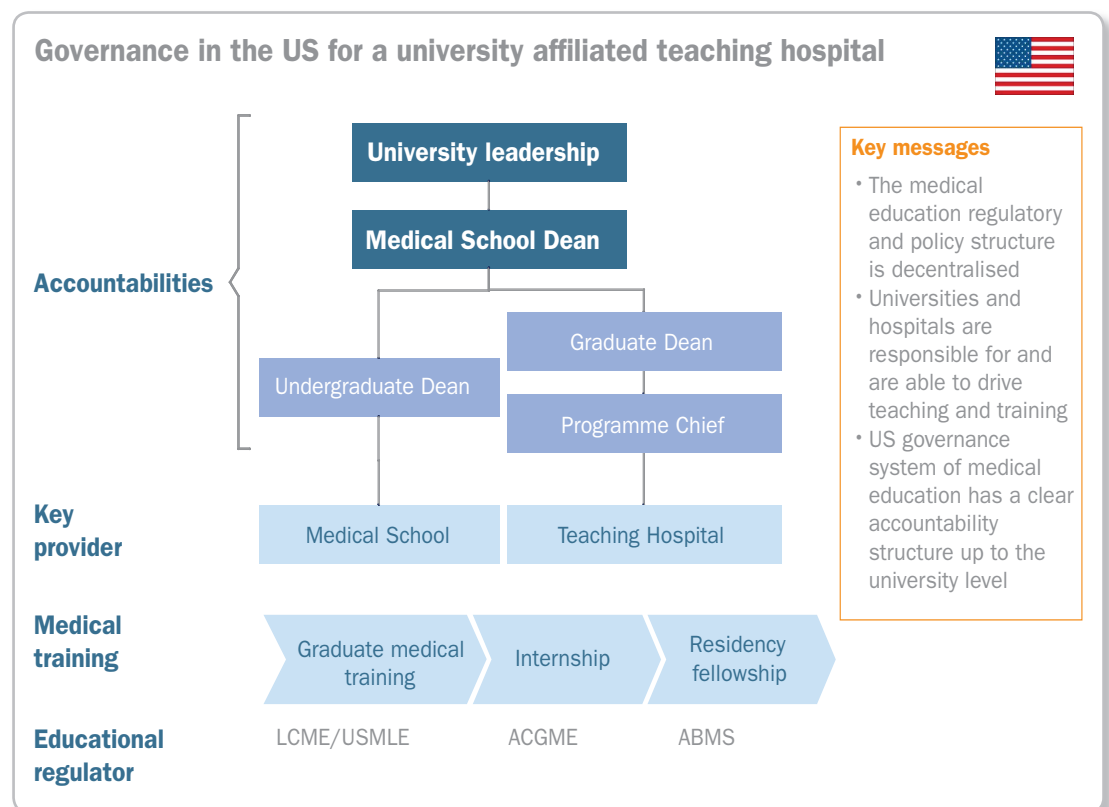 Governance in the US for a university affiliated teaching hospital
Accountabilities
University leadership
Medical School Dean
Undergraduate Dean
Graduate Dean
Programme Chief
Key
provider
Medical School
Teaching Hospital
Medical
training
Graduate medical
training
Internship
Residency
fellowship
Educational
regulator
LCME/USMLE
ACGME
ABMS
Key messages
• The medical
education regulatory
and policy structure
is decentralised
• Universities and
hospitals are
responsible for and
are able to drive
teaching and training
• US governance
system of medical
education has a clear
accountability
structure up to the
university level